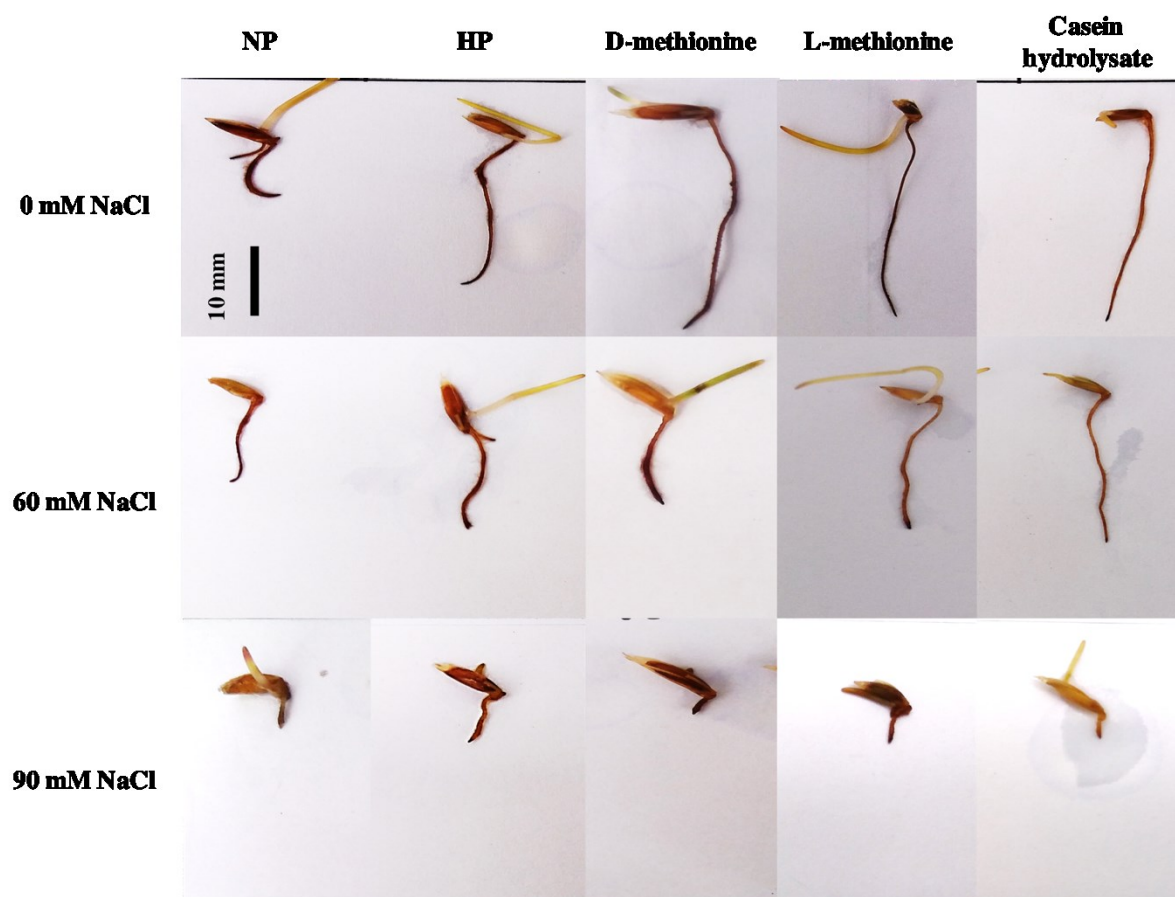 NP
HP
D-methionine
L-methionine
Casein
hydrolysate
0 mM NaCl
10 mm
60 mM NaCl
90 mM NaCl